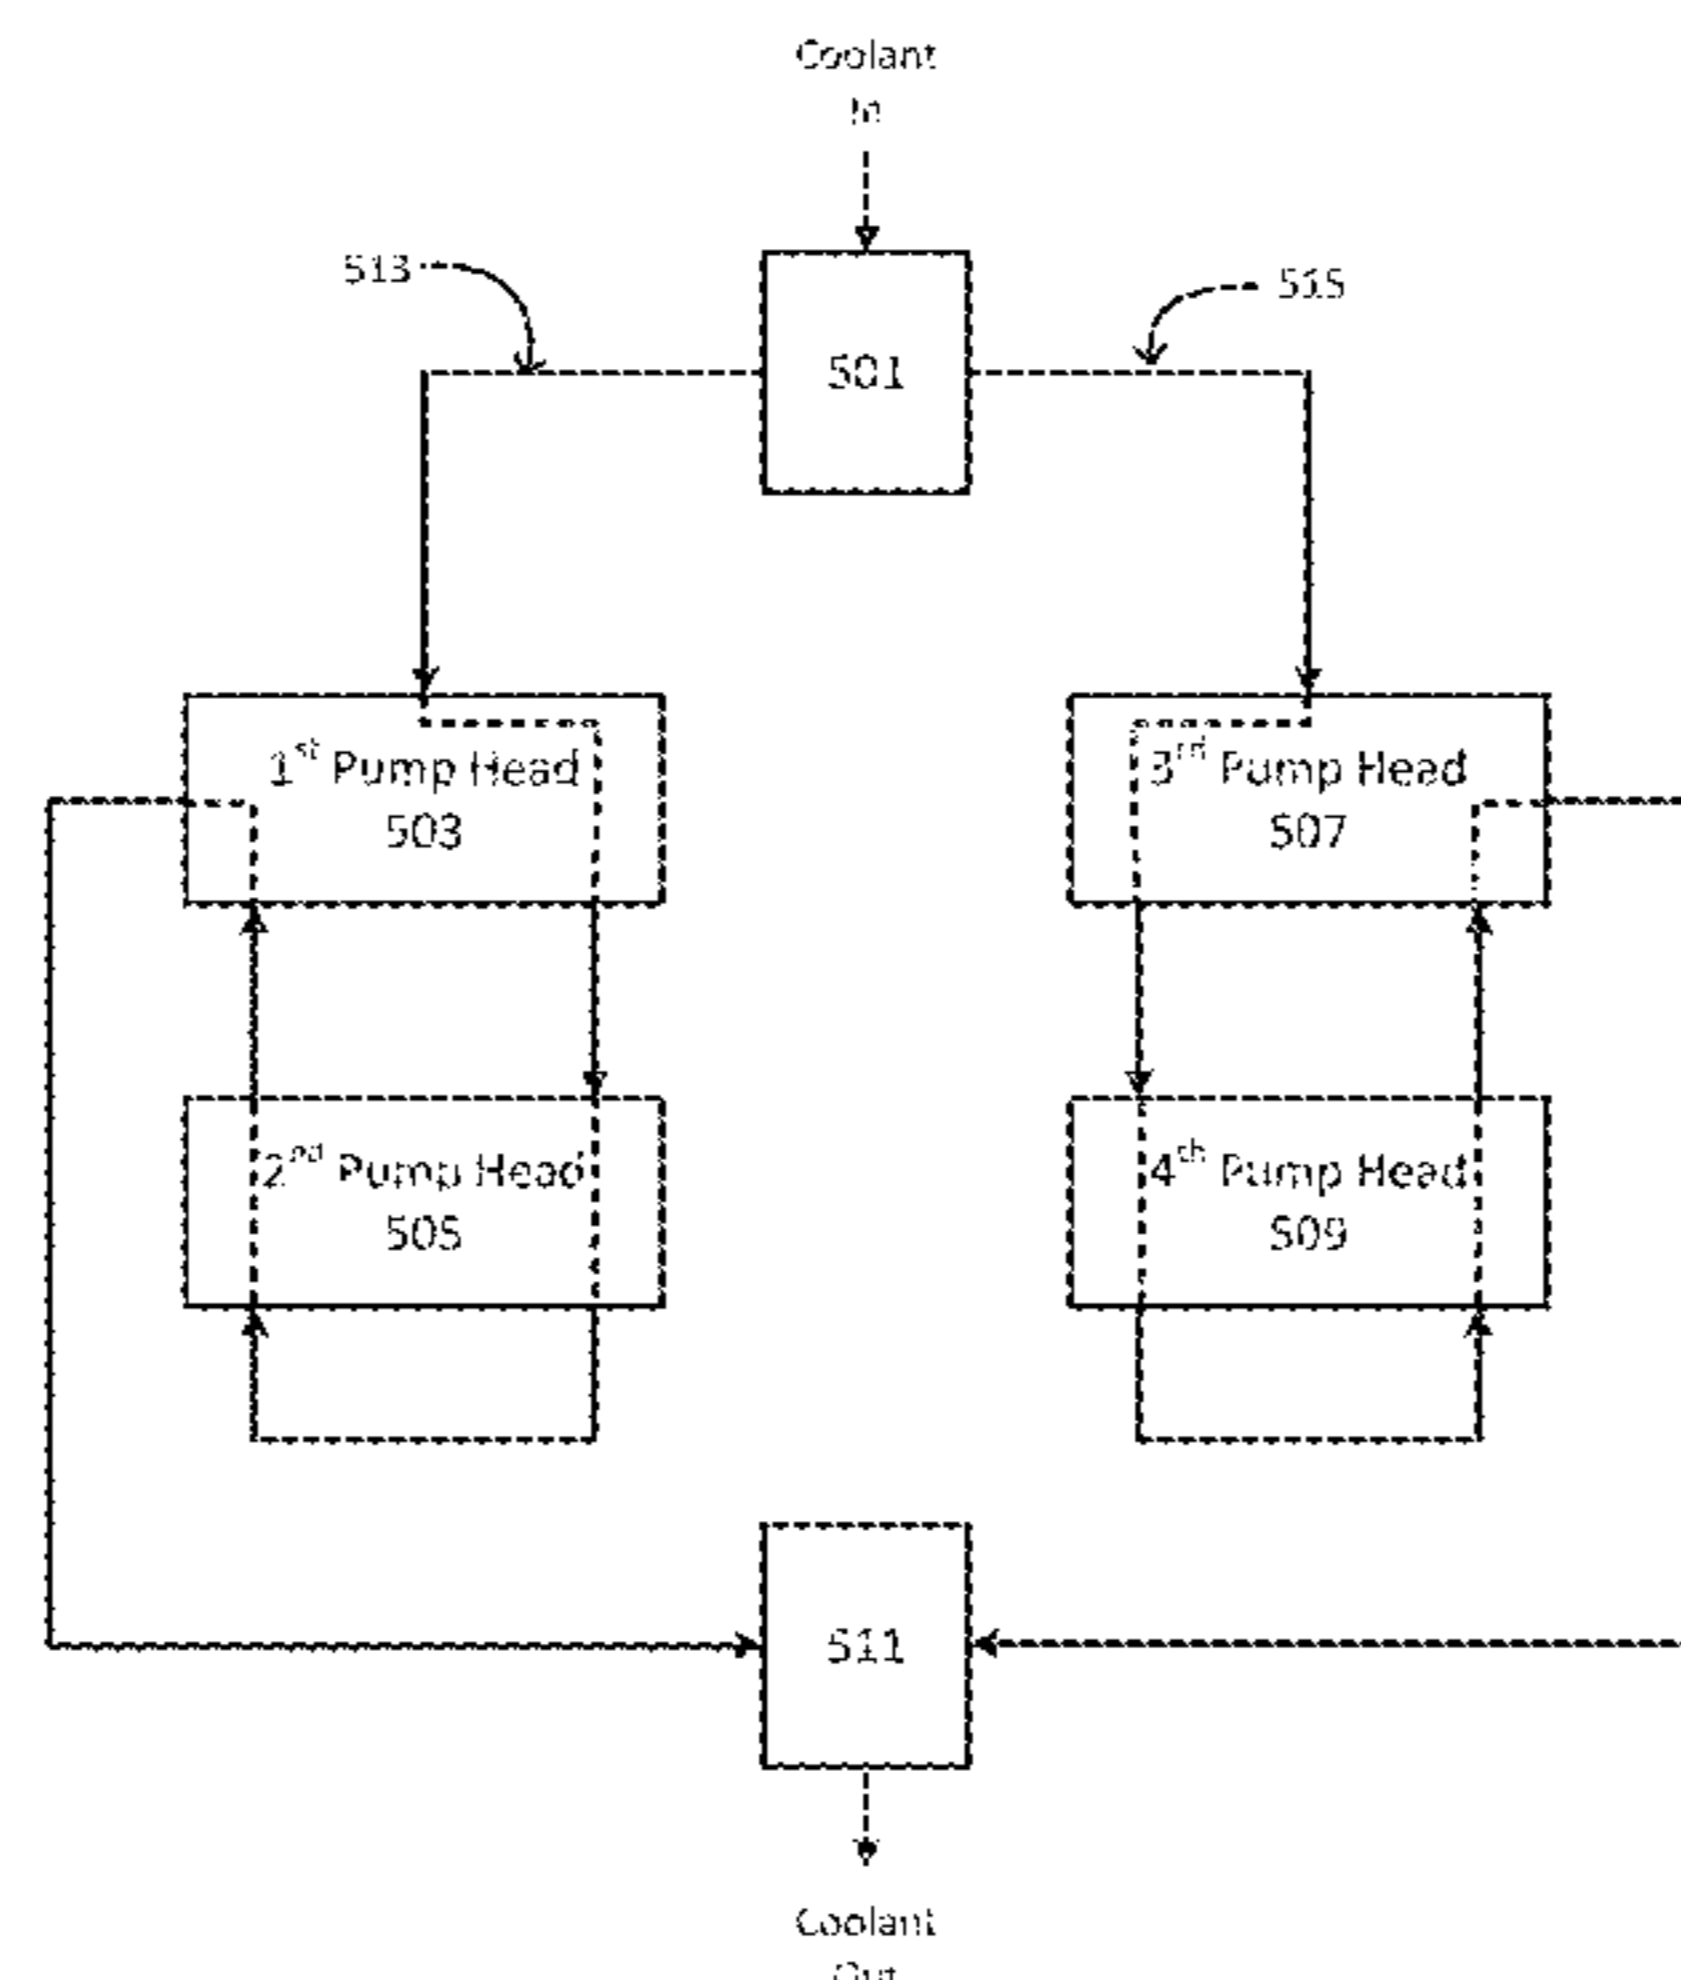 Coolant
In
513
515
501
1st Pump Head
503
3rd Pump Head
507
2nd Pump Head
505
4th Pump Head
509
511
Coolant
Out